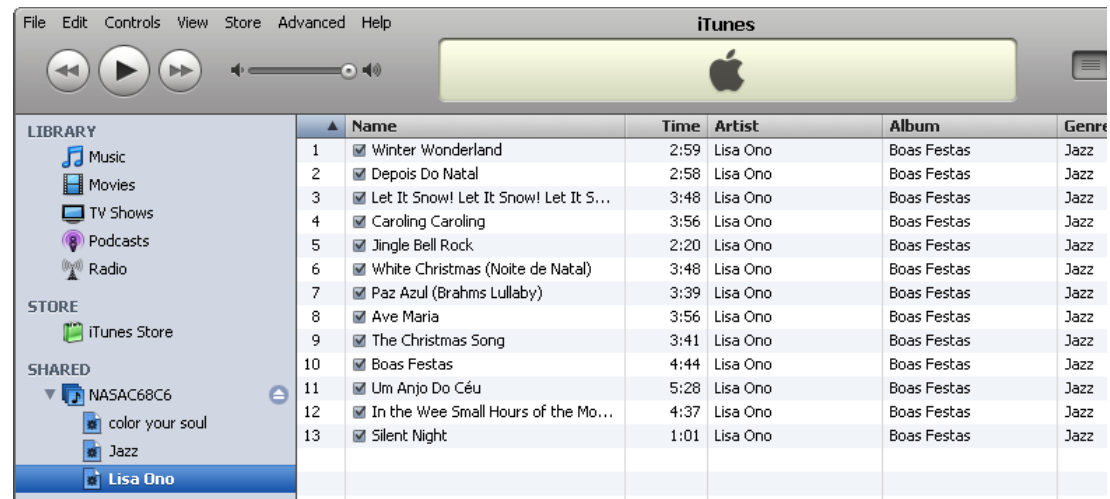 File Edit Controls View Store Advanced Help
iTunes
LIBRARY
Music
Movies
TV Shows
Podcasts
Radio
STORE
iTunes Store
SHARED
NASAC68C6
color your soul
Jazz
Lisa Ono
Name Time Artist Album Genre
1 Winter Wonderland 2:59 Lisa Ono Boas Festas Jazz
2 Depois Do Natal 2:58 Lisa Ono Boas Festas Jazz
3 Let It Snow! Let It Snow! Let It S... 3:48 Lisa Ono Boas Festas Jazz
4 Caroling Caroling 3:56 Lisa Ono Boas Festas Jazz
5 Jingle Bell Rock 2:20 Lisa Ono Boas Festas Jazz
6 White Christmas (Noite de Natal) 3:48 Lisa Ono Boas Festas Jazz
7 Paz Azul (Brahms Lullaby) 3:39 Lisa Ono Boas Festas Jazz
8 Ave Maria 3:56 Lisa Ono Boas Festas Jazz
9 The Christmas Song 3:41 Lisa Ono Boas Festas Jazz
10 Boas Festas 4:44 Lisa Ono Boas Festas Jazz
11 Um Anjo Do Céu 5:28 Lisa Ono Boas Festas Jazz
12 In the Wee Small Hours of the Mo... 4:37 Lisa Ono Boas Festas Jazz
13 Silent Night 1:01 Lisa Ono Boas Festas Jazz